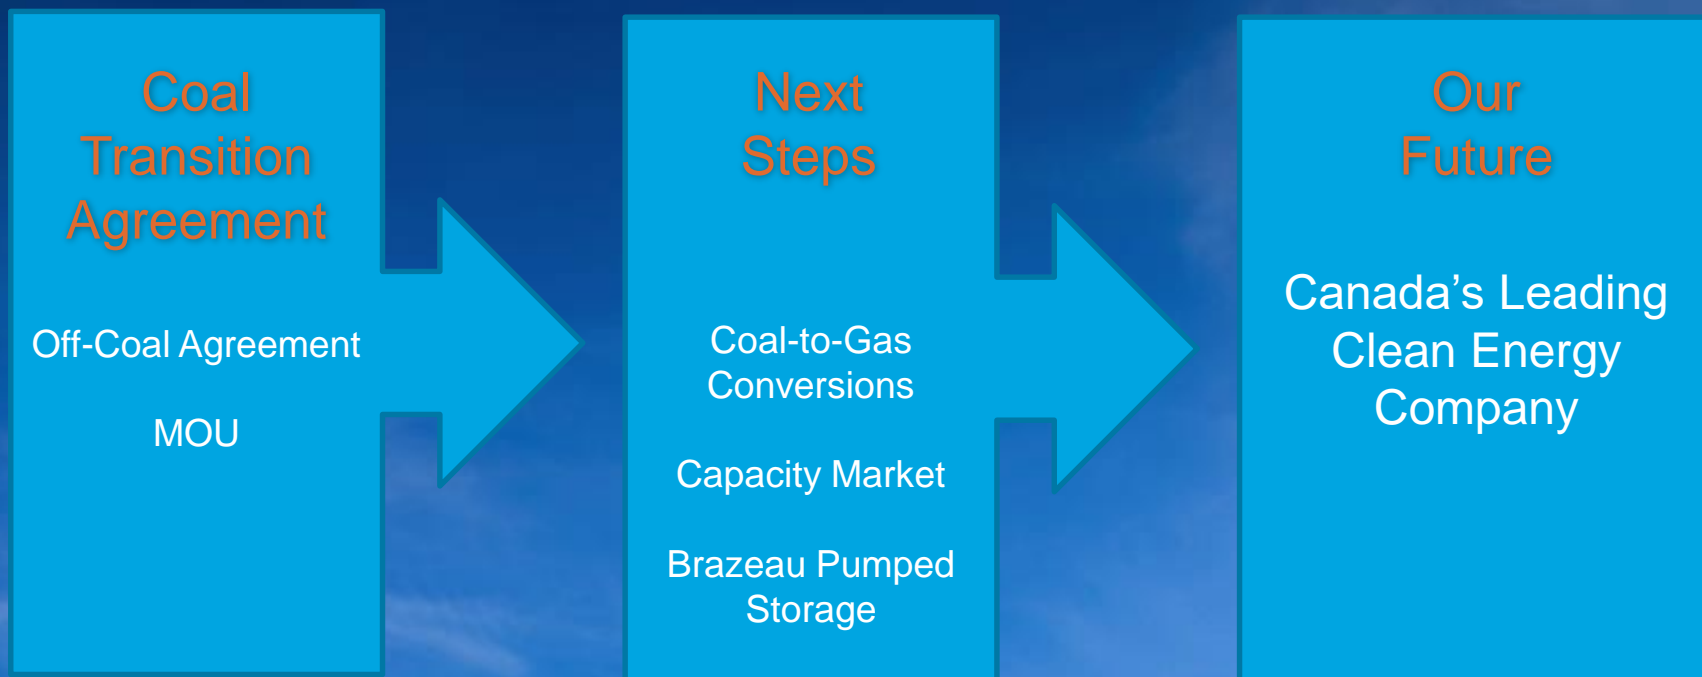 Coal
Transition
Agreement
Off-Coal Agreement
MOU
Next
Steps
Coal-to-Gas
Conversions
Capacity Market
Brazeau Pumped
Storage
Our
Future
Canada’s Leading
Clean Energy
Company